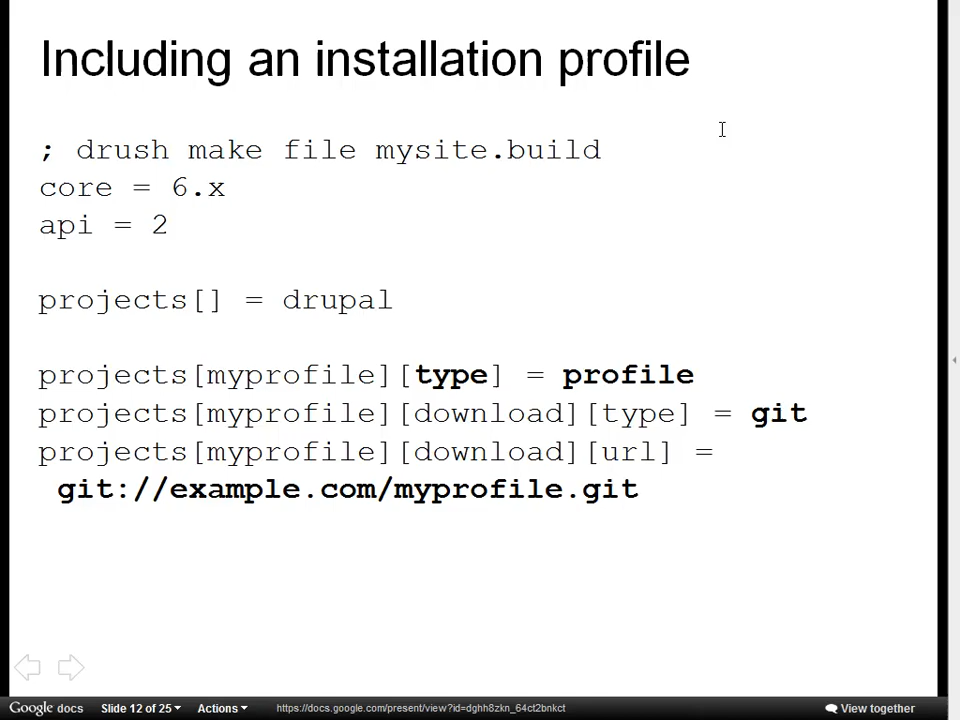 Including an installation profile
; drush make file mysite.build
core = 6.x
api = 2
projects[] = drupal
projects[myprofile][type] = profile
projects[myprofile][download][type] = git
projects[myprofile][download][url] =
git://example.com/myprofile.git
Google docs Slide 12 of 25 Actions https://docs.google.com/present/view?id=dghh8zkn_64ct2bnkct View together